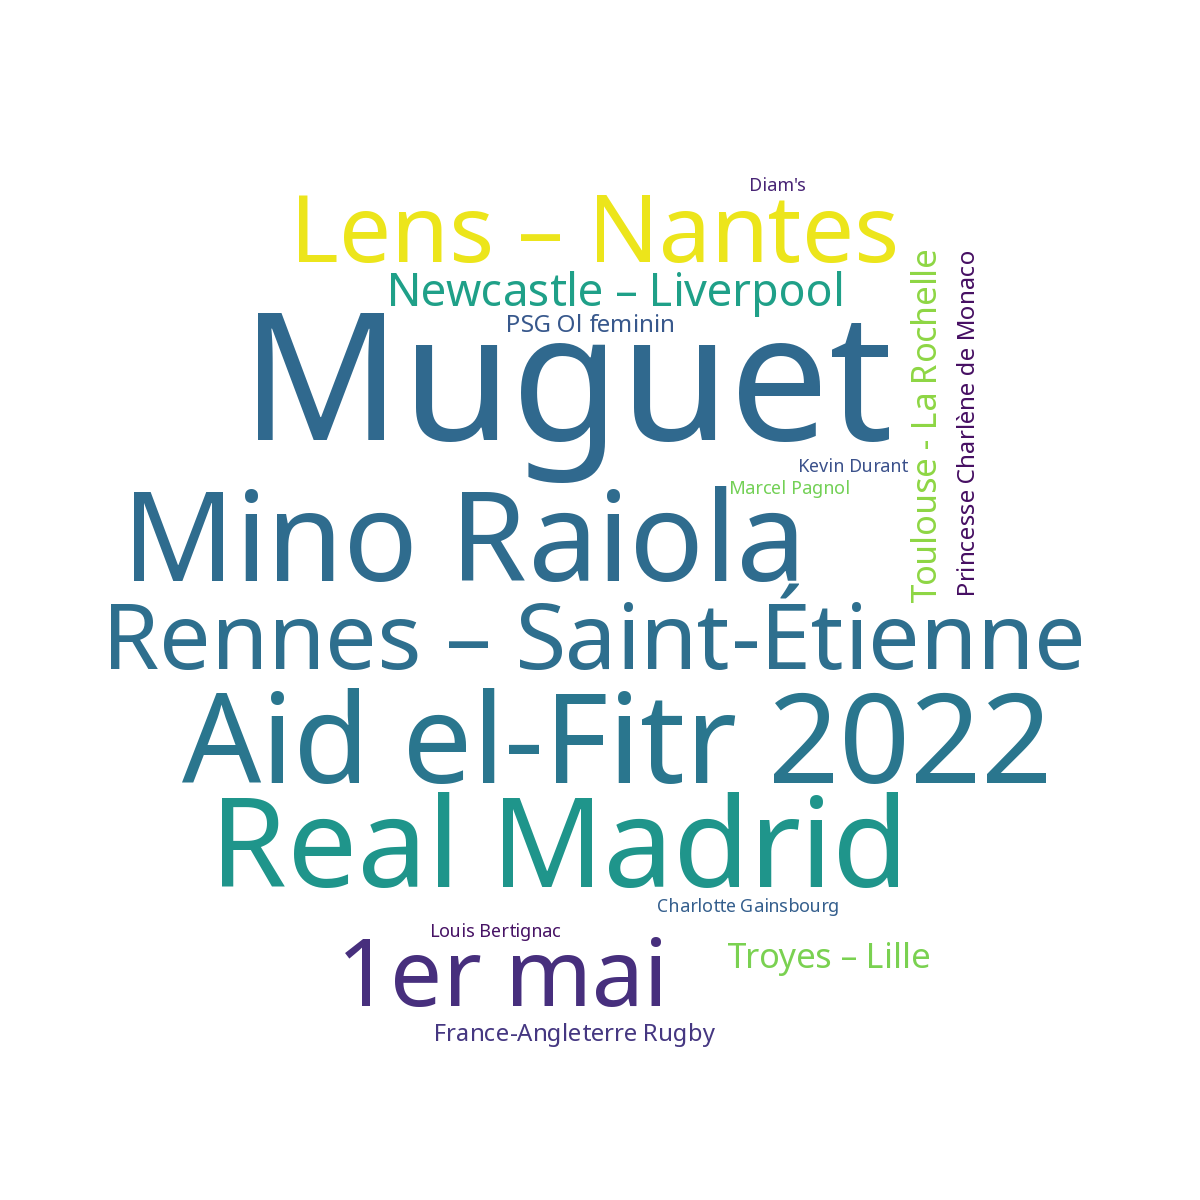 Diam's
Lens – Nantes
Newcastle – Liverpool
PSG Ol feminin
Muguet
Toulouse - La Rochelle
Princesse Charlène de Monaco
Kevin Durant
Marcel Pagnol
Mino Raiola
Rennes – Saint-Étienne
Aid el-Fitr 2022
Real Madrid
Charlotte Gainsbourg
Louis Bertignac
1er mai
Troyes – Lille
France-Angleterre Rugby